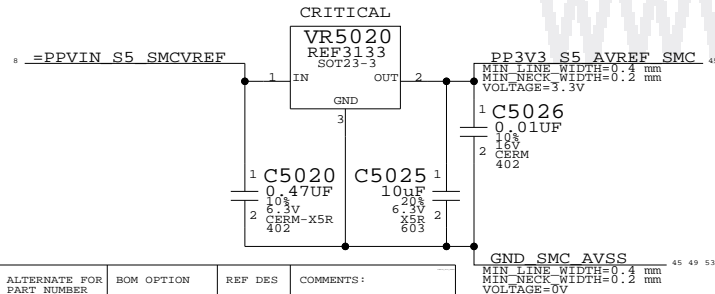 CRITICAL
VR5020
REF3133
SOT23-3
8 =PPVIN_S5_SMCVREF
1 IN
OUT 2
GND
3
PP3V3_S5_AVREF_SMC
MIN_LINE_WIDTH=0.4 mm
MIN_NECK_WIDTH=0.2 mm
VOLTAGE=3.3V
1 C5026
0.01UF
10%
16V
2 CERM
402
1 C5020
0.47UF
10%
6.3V
2 CERM-X5R
402
C5025 1
10uF
20%
6.3V
X5R 2
603
GND_SMC_AVSS 45 49 53
MIN_LINE_WIDTH=0.4 mm
MIN_NECK_WIDTH=0.2 mm
VOLTAGE=0V
ALTERNATE FOR
PART NUMBER
BOM OPTION
REF DES
COMMENTS: